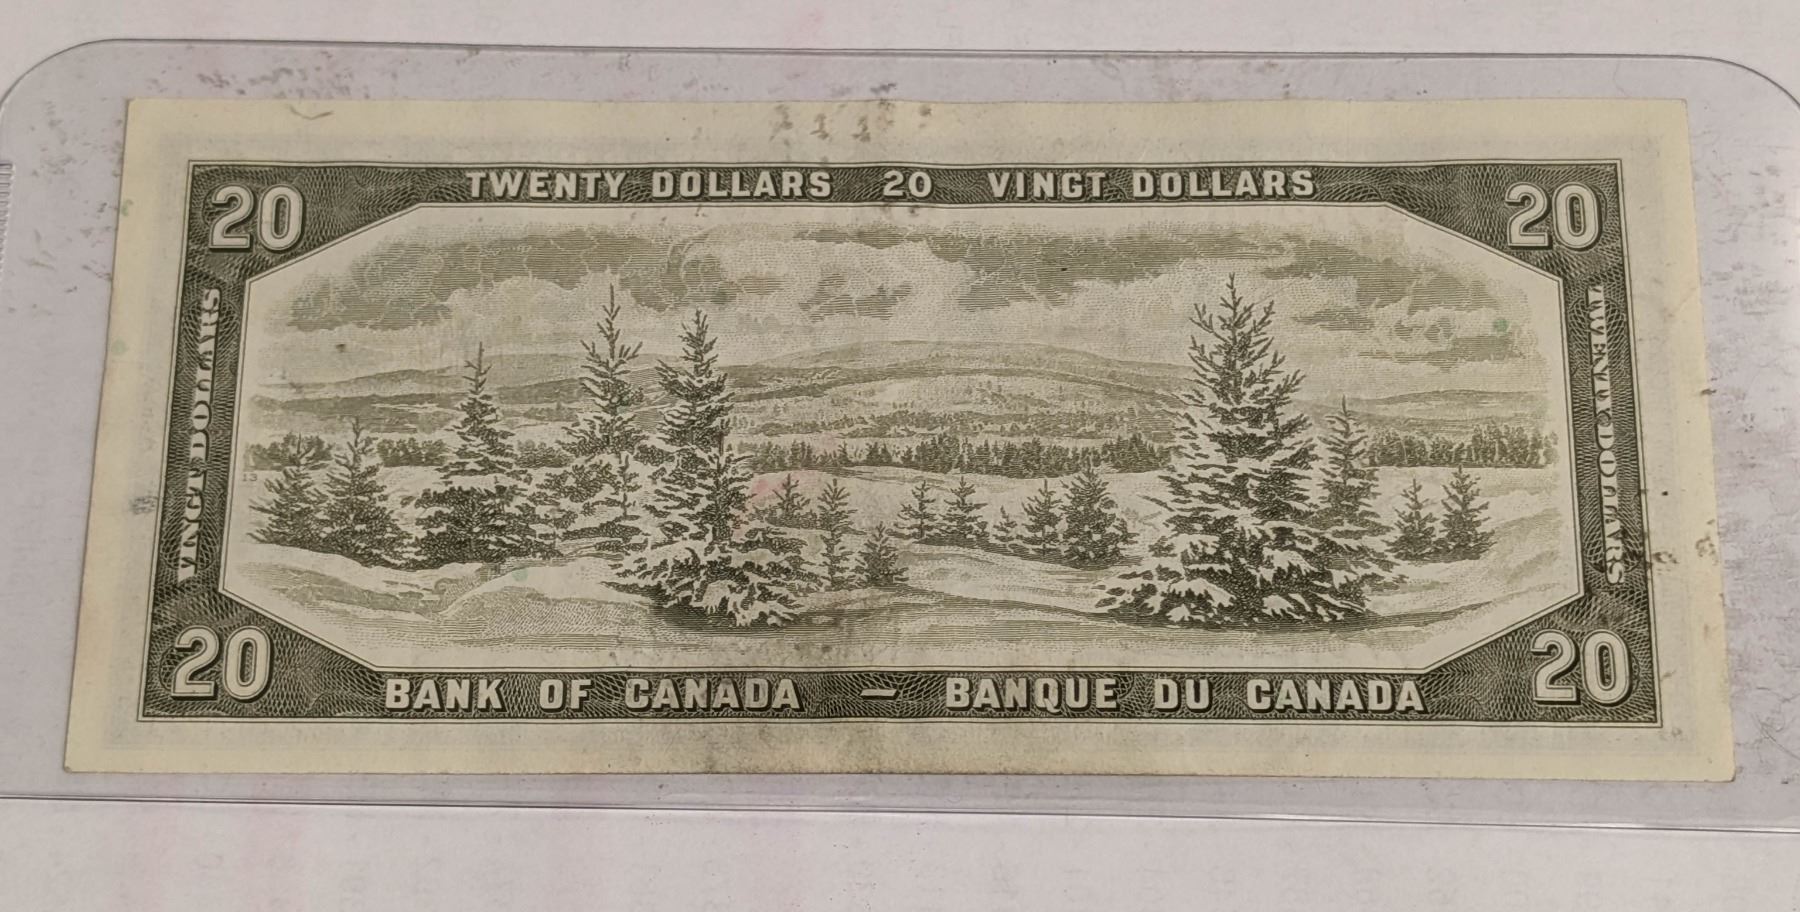 TWENTY DOLLARS 20 VINGT DOLLARS
20
20
VINGT DOLLARS
TWENTY DOLLARS
13
20
20
BANK OF CANADA — BANQUE DU CANADA